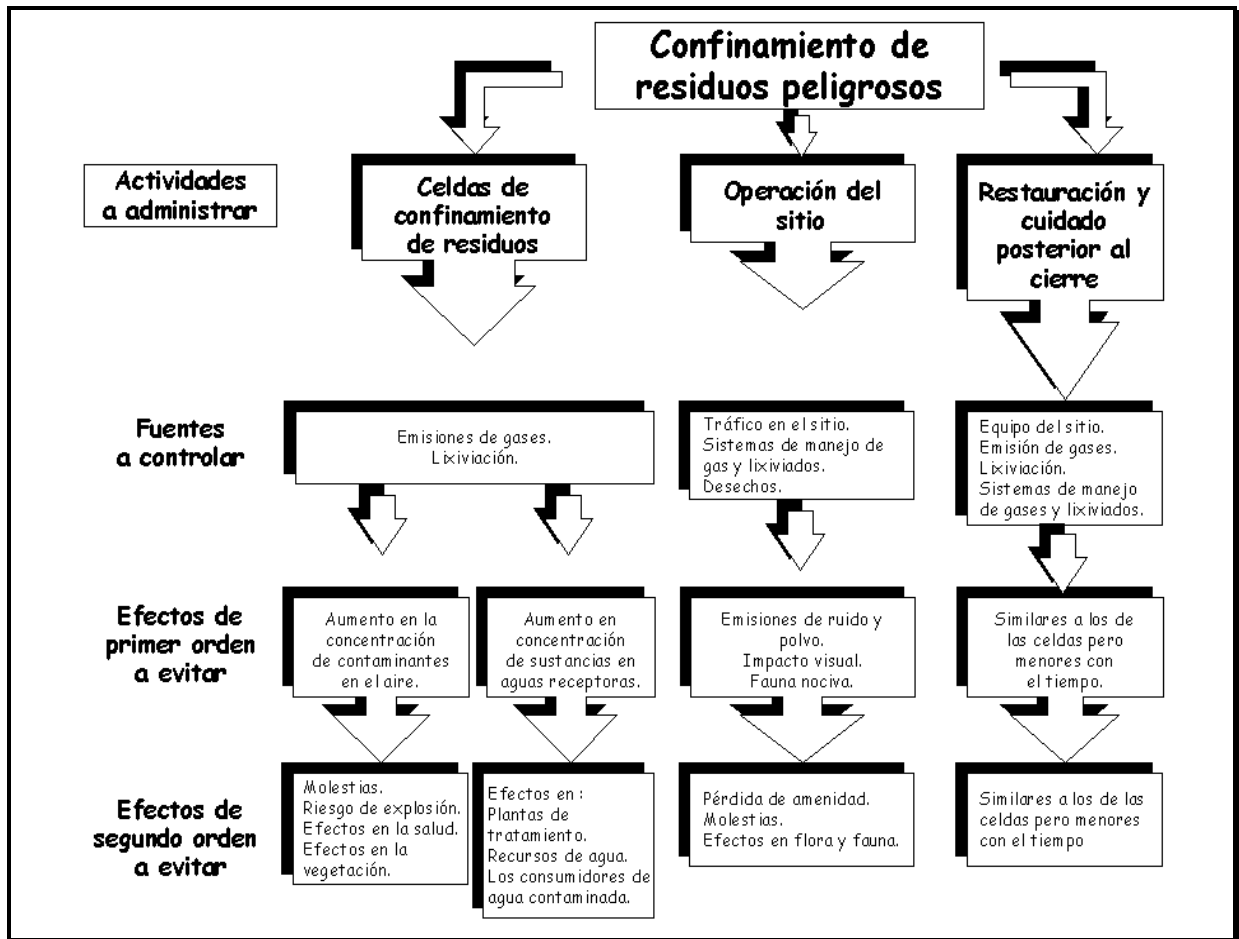 Confinamiento de
residuos peligrosos
Actividades
a administrar
Celdas de
confinamiento
de residuos
Operación del
sitio
Restauración y
cuidado
posterior al
cierre
Fuentes
a controlar
Emisiones de gases.
Lixiviación.
Tráfico en el sitio.
Sistemas de manejo de
gas y lixiviados.
Desechos.
Equipo del sitio.
Emisión de gases.
Lixiviación.
Sistemas de manejo
de gases y lixiviados.
Efectos de
primer orden
a evitar
Aumento en la
concentración
de contaminantes
en el aire.
Aumento en
concentración
de sustancias en
aguas receptoras.
Emisiones de ruido y
polvo.
Impacto visual.
Fauna nociva.
Similares a los de
las celdas pero
menores con
el tiempo.
Efectos de
segundo orden
a evitar
Molestias.
Riesgo de explosión.
Efectos en la salud.
Efectos en la
vegetación.
Efectos en :
Plantas de
tratamiento.
Recursos de agua.
Los consumidores de
agua contaminada.
Pérdida de amenidad.
Molestias.
Efectos en flora y fauna.
Similares a los de las
celdas pero menores
con el tiempo